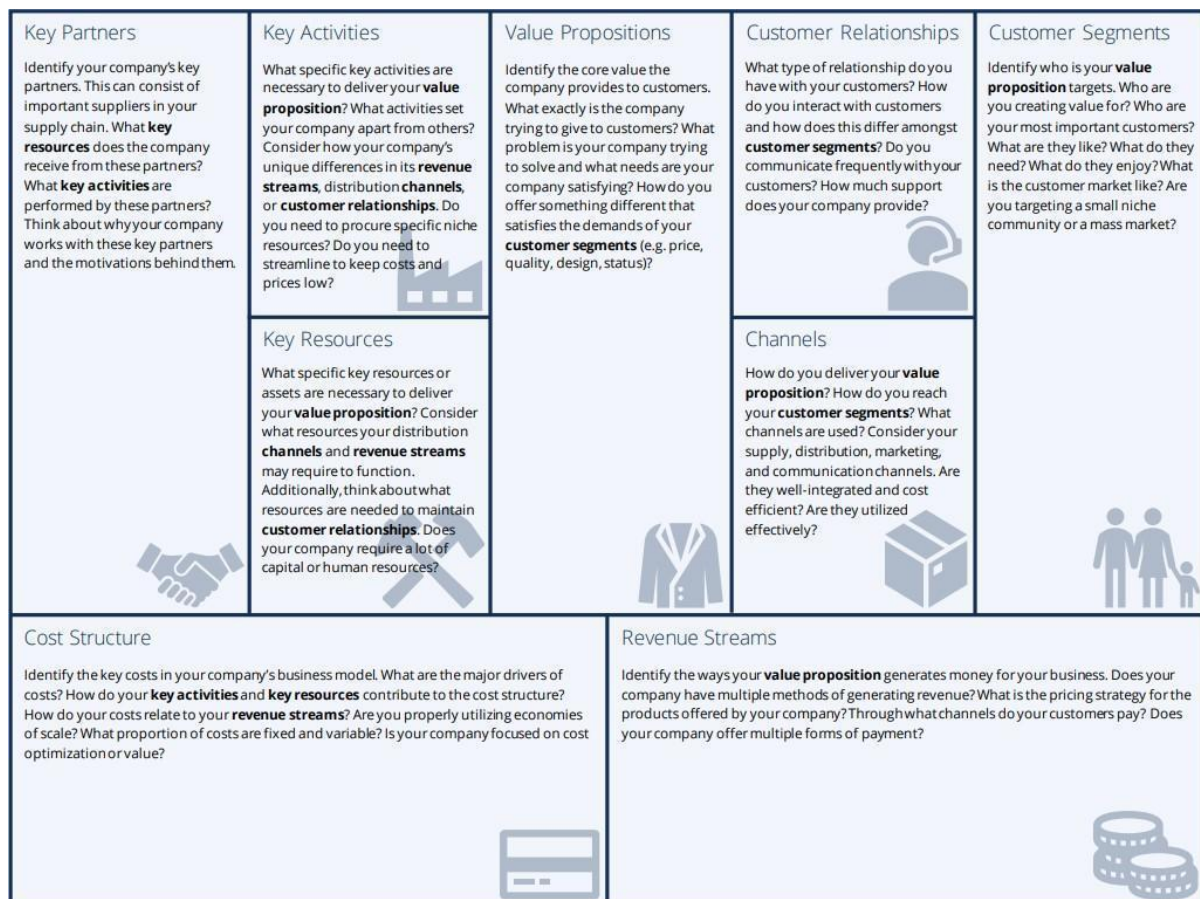 Key Partners
Identify your company's key
partners. This can consist of
important suppliers in your
supply chain. What key
resources does the company
receive from these partners?
What key activities are
performed by these partners?
Think about why your company
works with these key partners
and the motivations behind them.
Key Activities
What specific key activities are
necessary to deliver your value
proposition? What activities set
your company apart from others?
Consider how your company's
unique differences in its revenue
streams, distribution channels,
or customer relationships. Do
you need to procure specific niche
resources? Do you need to
streamline to keep costs and
prices low?
Key Resources
What specific key resources or
assets are necessary to deliver
your value proposition? Consider
what resources your distribution
channels and revenue streams
may require to function.
Additionally, think about what
resources are needed to maintain
customer relationships. Does
your company require a lot of
capital or human resources?
Value Propositions
Identify the core value the
company provides to customers.
What exactly is the company
trying to give to customers? What
problem is your company trying
to solve and what needs are your
company satisfying? How do you
offer something different that
satisfies the demands of your
customer segments (e.g. price,
quality, design, status)?
Customer Relationships
What type of relationship do you
have with your customers? How
do you interact with customers
and how does this differ amongst
customer segments? Do you
communicate frequently with your
customers? How much support
does your company provide?
Channels
How do you deliver your value
proposition? How do you reach
your customer segments? What
channels are used? Consider your
supply, distribution, marketing,
and communication channels. Are
they well-integrated and cost
efficient? Are they utilized
effectively?
Customer Segments
Identify who is your value
proposition targets. Who are
you creating value for? Who are
your most important customers?
What are they like? What do they
need? What do they enjoy? What
is the customer market like? Are
you targeting a small niche
community or a mass market?
Cost Structure
Identify the key costs in your company's business model. What are the major drivers of
costs? How do your key activities and key resources contribute to the cost structure?
How do your costs relate to your revenue streams? Are you properly utilizing economies
of scale? What proportion of costs are fixed and variable? Is your company focused on cost
optimization or value?
Revenue Streams
Identify the ways your value proposition generates money for your business. Does your
company have multiple methods of generating revenue? What is the pricing strategy for the
products offered by your company? Through what channels do your customers pay? Does
your company offer multiple forms of payment?